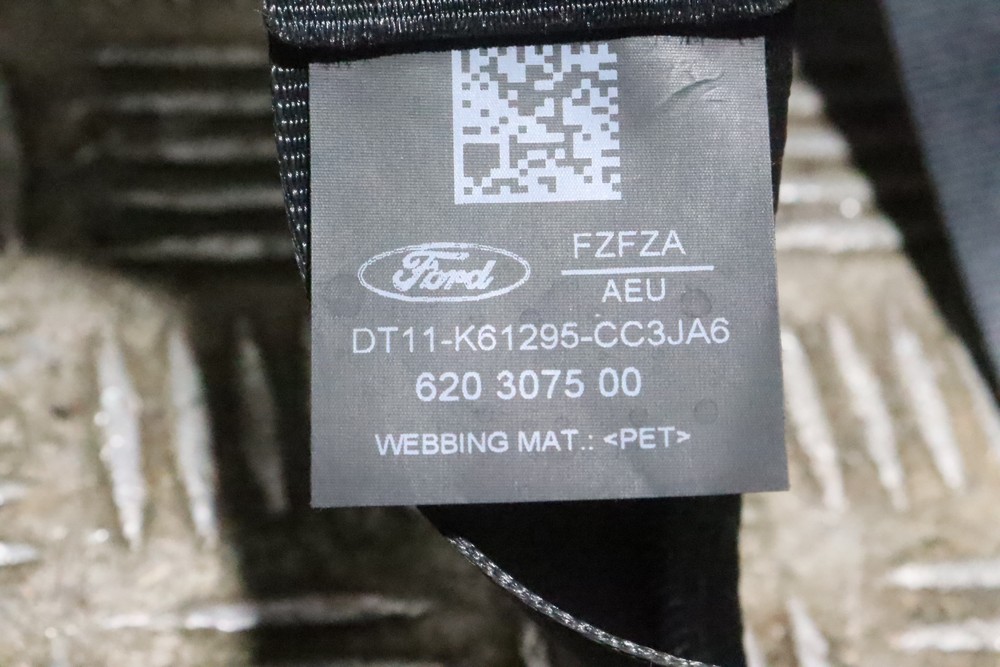 Ford
FZFZA
AEU
DT11-K61295-CC3JA6
620 3075 00
WEBBING MAT.: <PET>